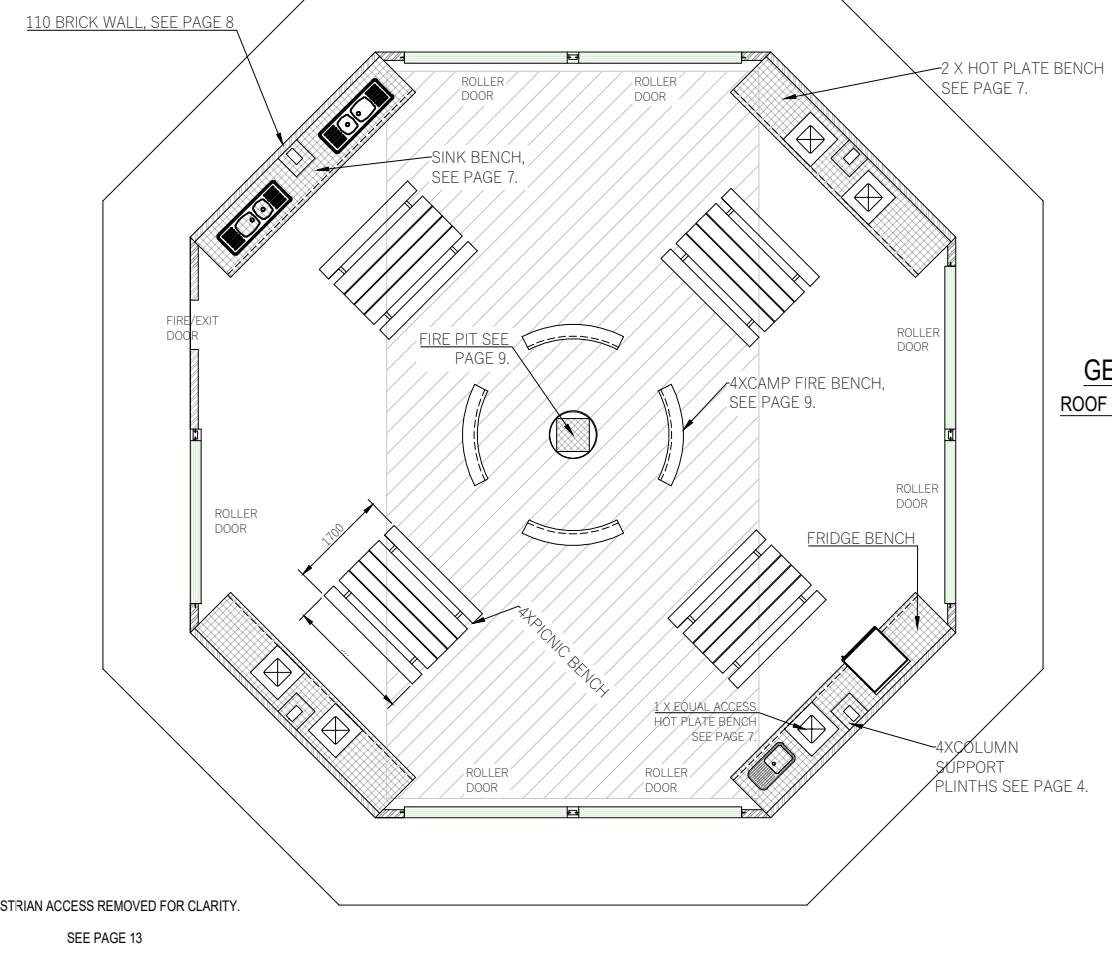 110 BRICK WALL, SEE PAGE 8
2 X HOT PLATE BENCH
SEE PAGE 7.
ROLLER
DOOR
ROLLER
DOOR
SINK BENCH,
SEE PAGE 7.
FIRE/EXIT
DOOR
FIRE PIT SEE
PAGE 9.
ROLLER
DOOR
4XCAMP FIRE BENCH,
SEE PAGE 9.
GE
ROOF
ROLLER
DOOR
ROLLER
DOOR
1700
FRIDGE BENCH
4XPICNIC BENCH
1 X EQUAL ACCESS
HOT PLATE BENCH
SEE PAGE 7.
4XCOLUMN
SUPPORT
PLINTHS SEE PAGE 4.
ROLLER
DOOR
ROLLER
DOOR
STRIAN ACCESS REMOVED FOR CLARITY.
SEE PAGE 13